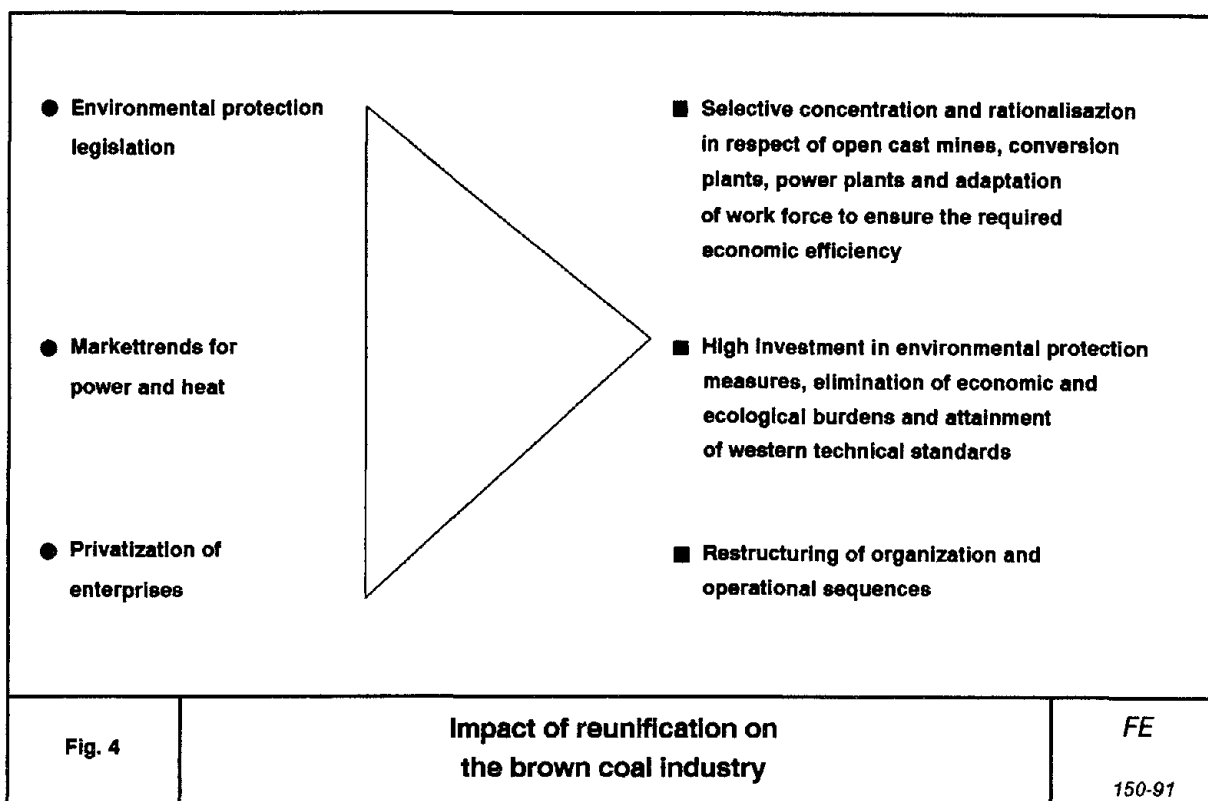 ● Environmental protection
legislation
● Markettrends for
power and heat
● Privatization of
enterprises
■ Selective concentration and rationalisazion
in respect of open cast mines, conversion
plants, power plants and adaptation
of work force to ensure the required
economic efficiency
■ High investment in environmental protection
measures, elimination of economic and
ecological burdens and attainment
of western technical standards
■ Restructuring of organization and
operational sequences
Fig. 4
Impact of reunification on
the brown coal industry
FE
150-91